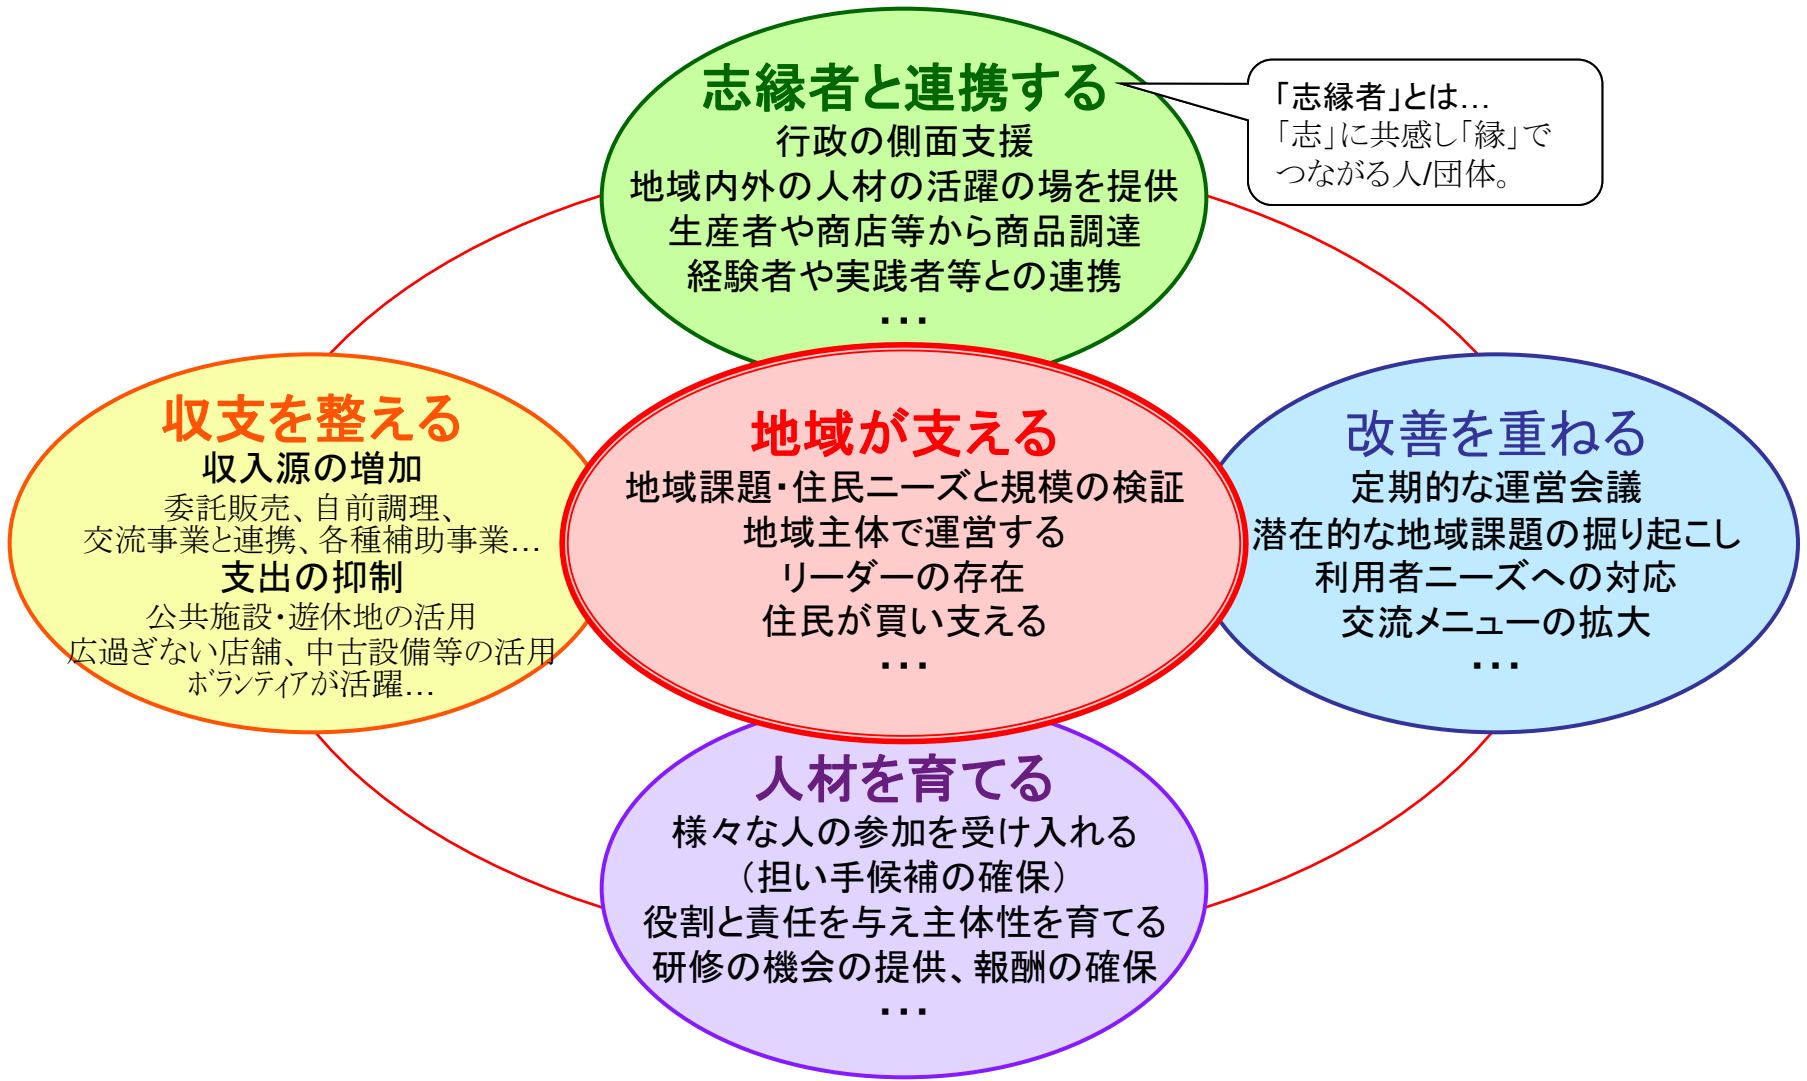 志縁者と連携する
行政の側面支援
地域内外の人材の活躍の場を提供
生産者や商店等から商品調達
経験者や実践者等との連携
･･･
「志縁者」とは…
「志」に共感し「縁」で
つながる人/団体。
収支を整える
収入源の増加
委託販売、自前調理、
交流事業と連携、各種補助事業…
支出の抑制
公共施設・遊休地の活用
広過ぎない店舗、中古設備等の活用
ﾎﾞﾗﾝﾃｨｱが活躍…
地域が支える
地域課題・住民ニーズと規模の検証
地域主体で運営する
リーダーの存在
住民が買い支える
･･･
改善を重ねる
定期的な運営会議
潜在的な地域課題の掘り起こし
利用者ニーズへの対応
交流メニューの拡大
･･･
人材を育てる
様々な人の参加を受け入れる
（担い手候補の確保）
役割と責任を与え主体性を育てる
研修の機会の提供、報酬の確保
･･･